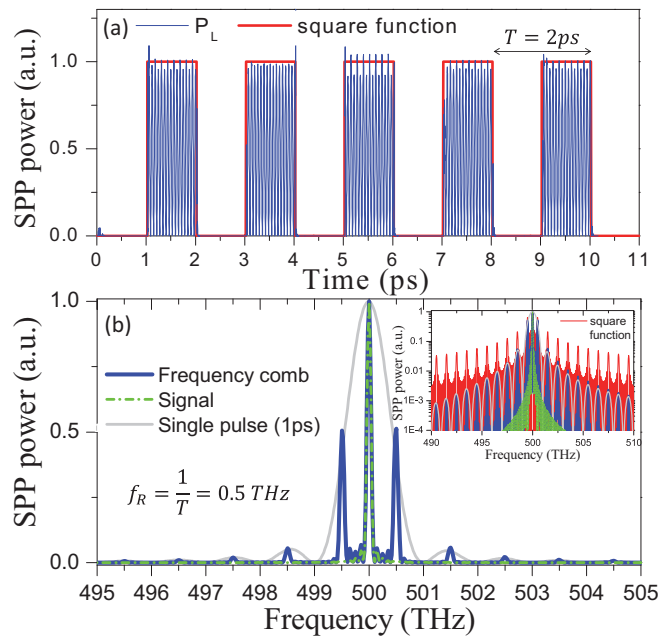 (a) P_L square function
T = 2ps
SPP power (a.u.)
1.0
0.5
0.0
0 1 2 3 4 5 6 7 8 9 10 11
Time (ps)
(b)
SPP power (a.u.)
1.0
0.5
0.0
Frequency comb
Signal
Single pulse (1ps)
f_R = 1/T = 0.5 THz
495 496 497 498 499 500 501 502 503 504 505
Frequency (THz)
square
function
SPP power (a.u.)
1
0.1
0.01
1E-3
1E-4
490 495 500 505 510
Frequency (THz)